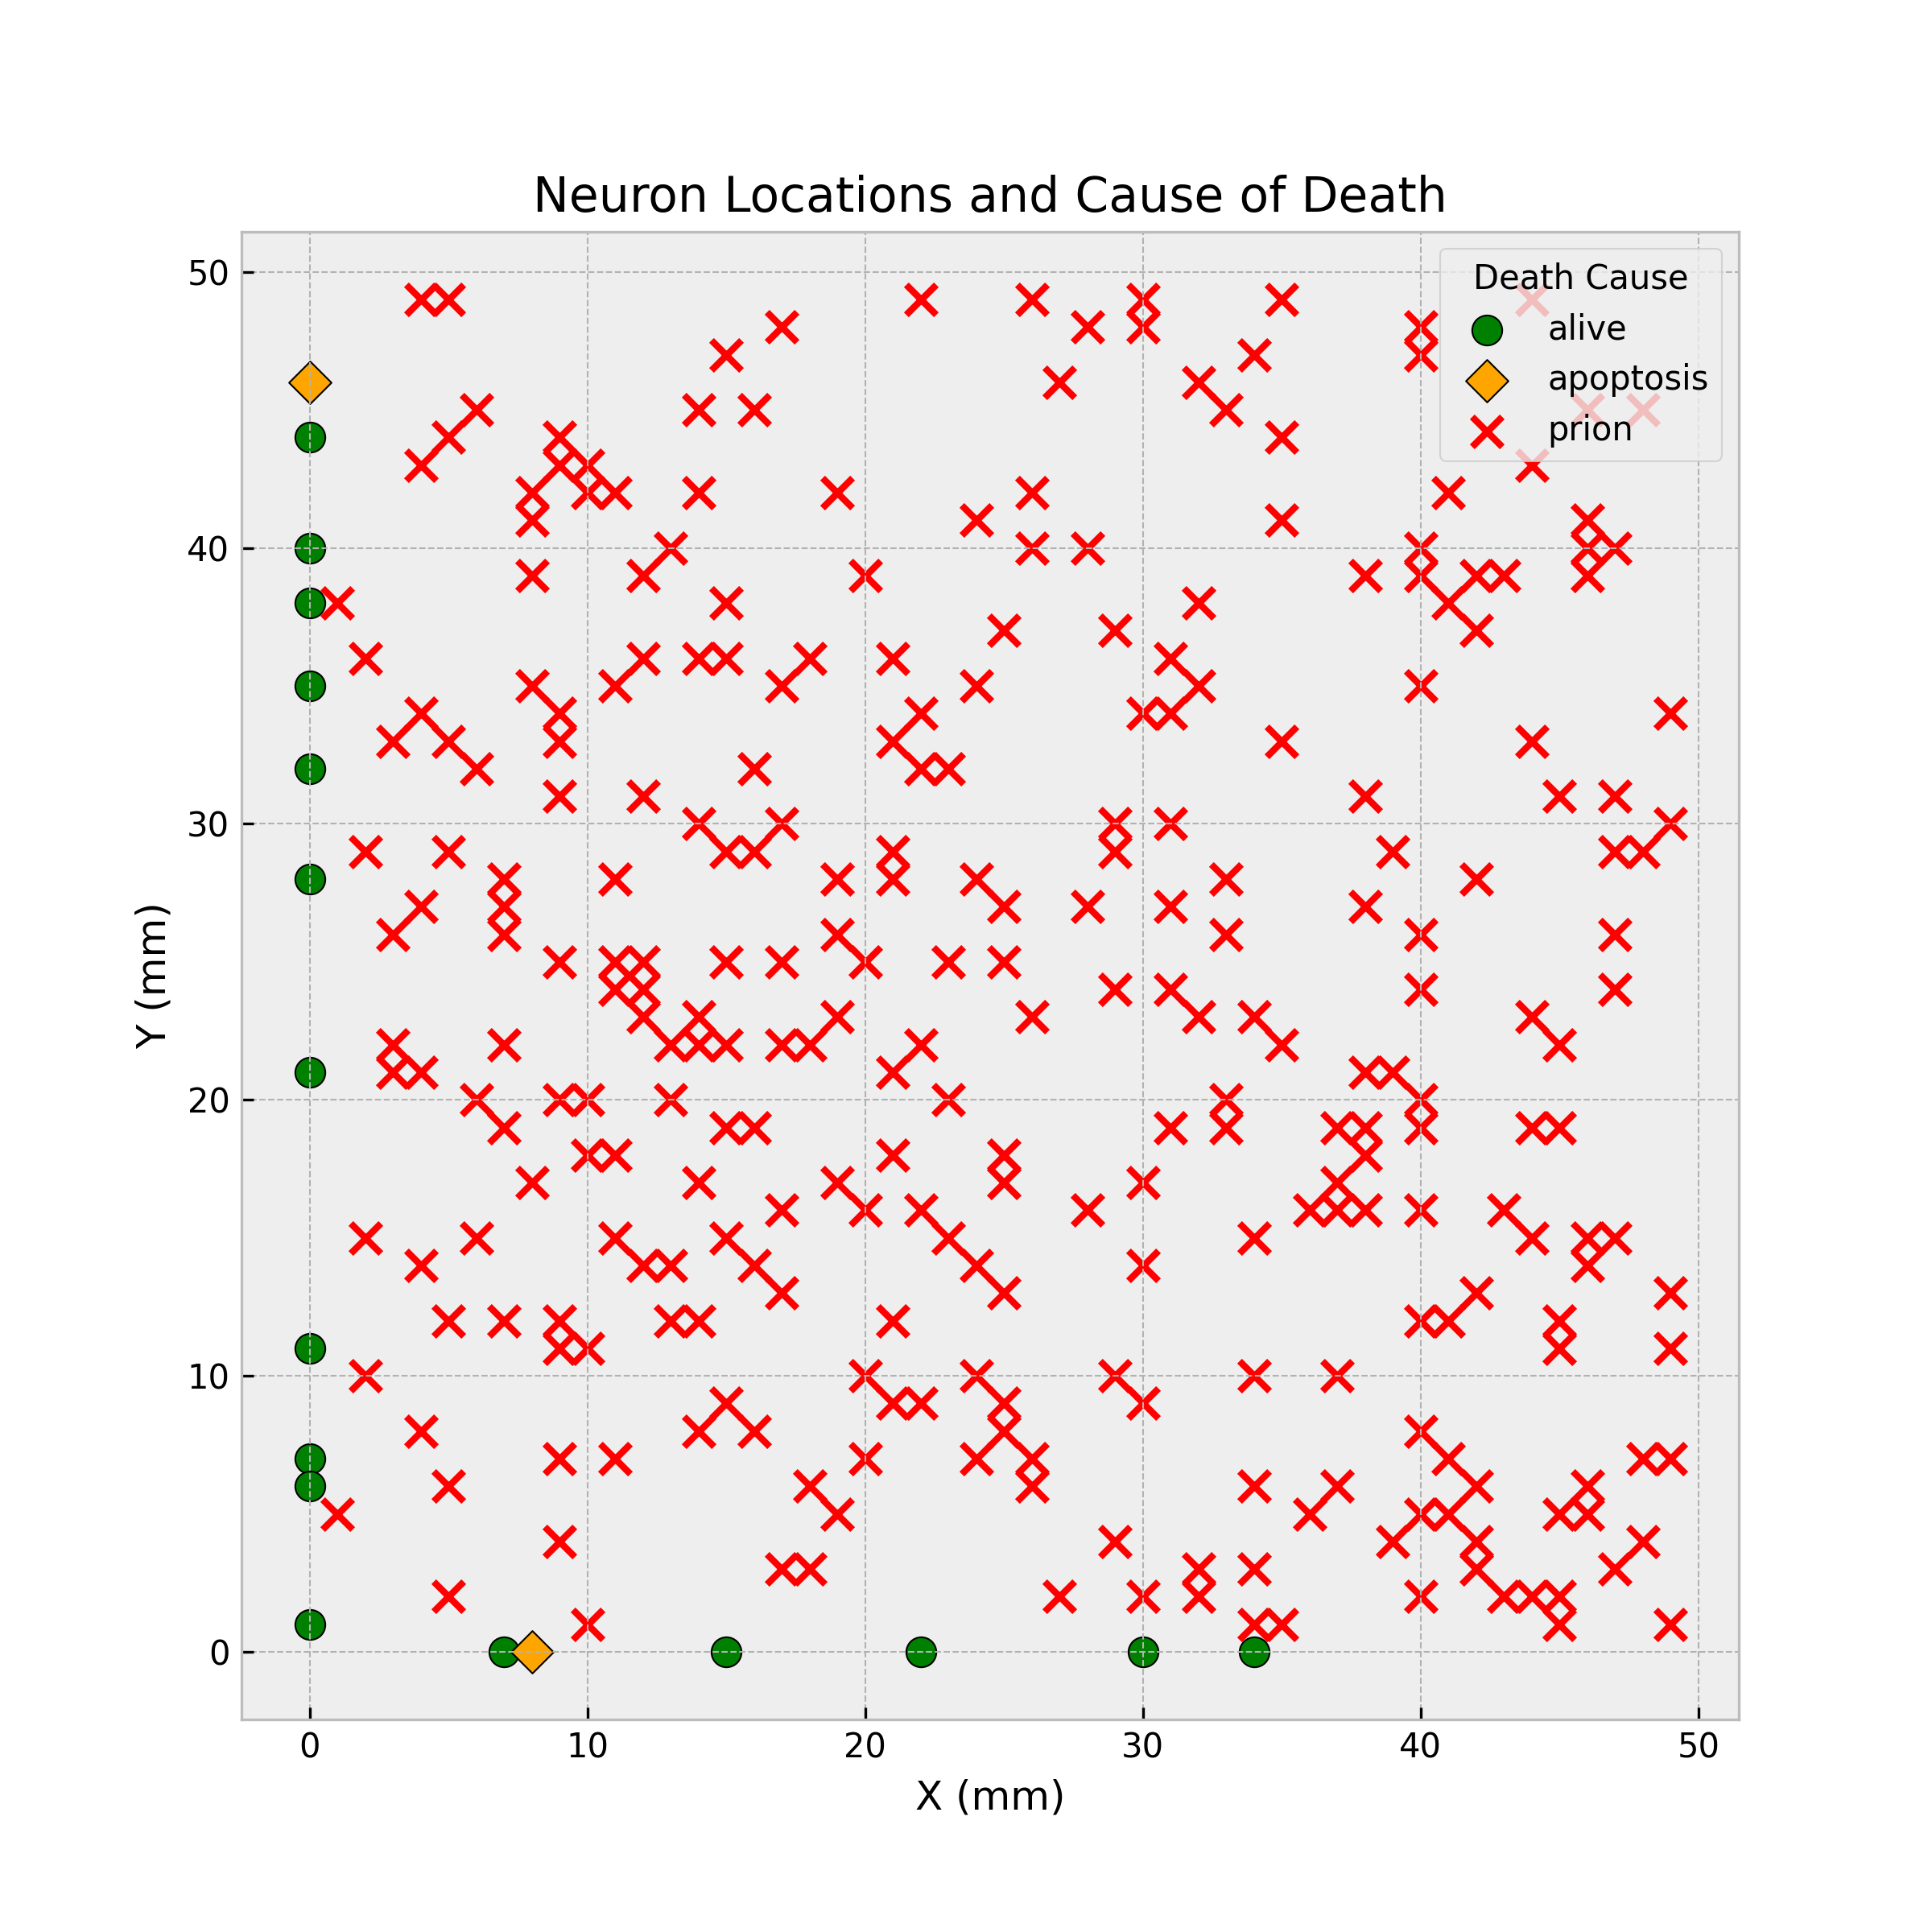 Neuron Locations and Cause of Death
Death Cause
alive
apoptosis
prion
50
40
30
20
10
0
Y (mm)
0 10 20 30 40 50
X (mm)